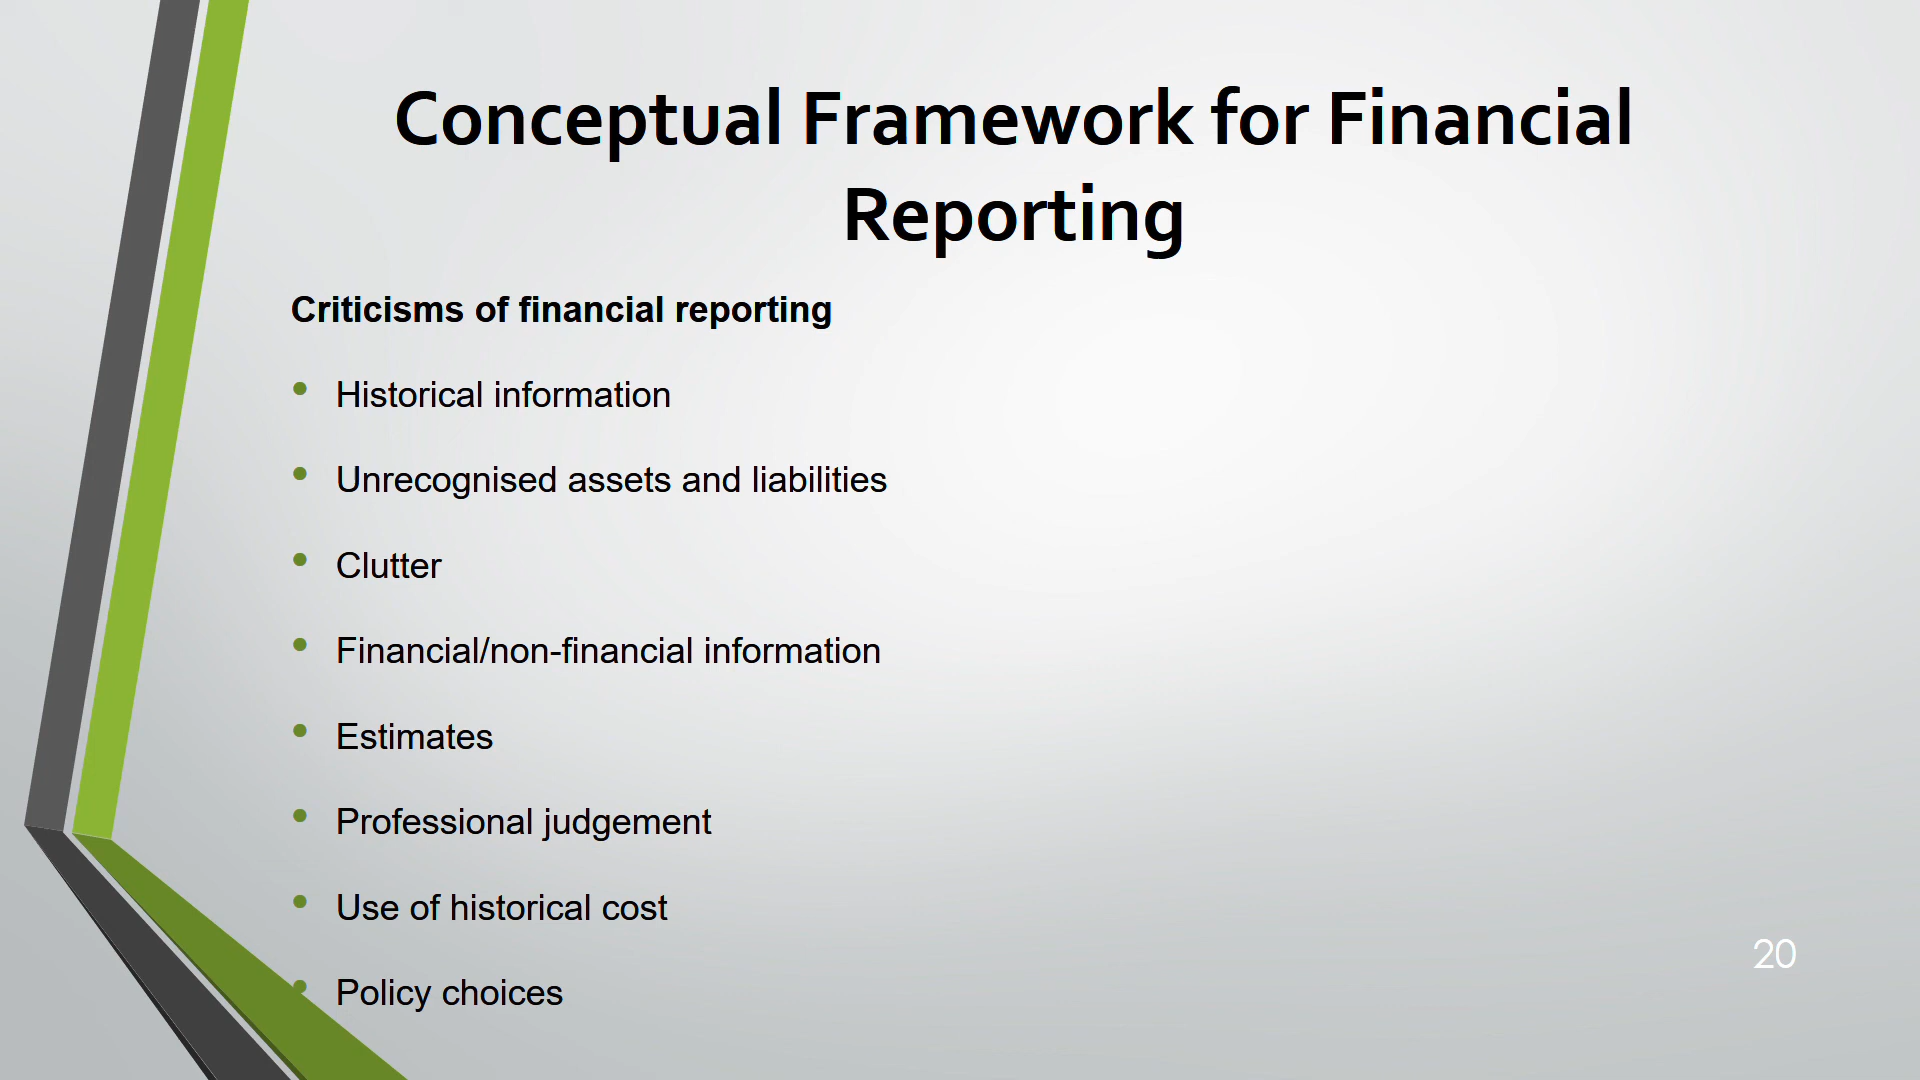 Conceptual Framework for Financial
Reporting
Criticisms of financial reporting
• Historical information
• Unrecognised assets and liabilities
• Clutter
• Financial/non-financial information
• Estimates
• Professional judgement
• Use of historical cost
• Policy choices
20